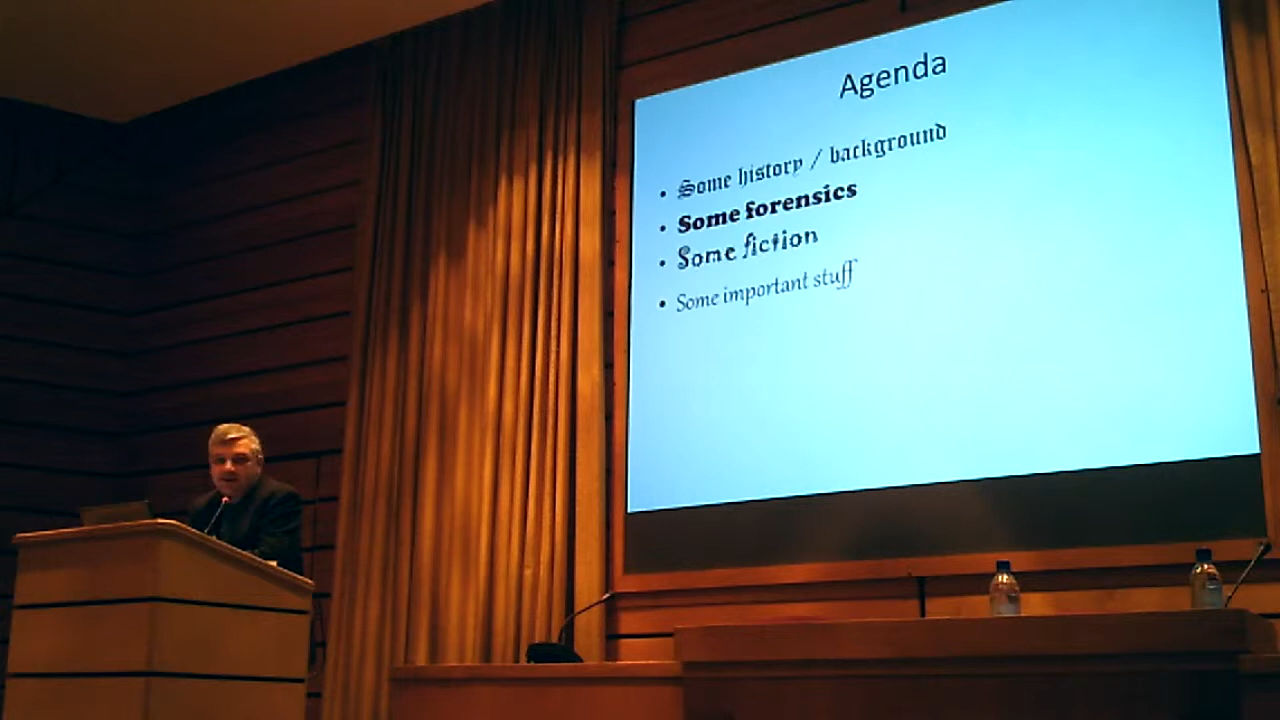 Agenda
• Some history / background
• Some forensics
• Some fiction
• Some important stuff